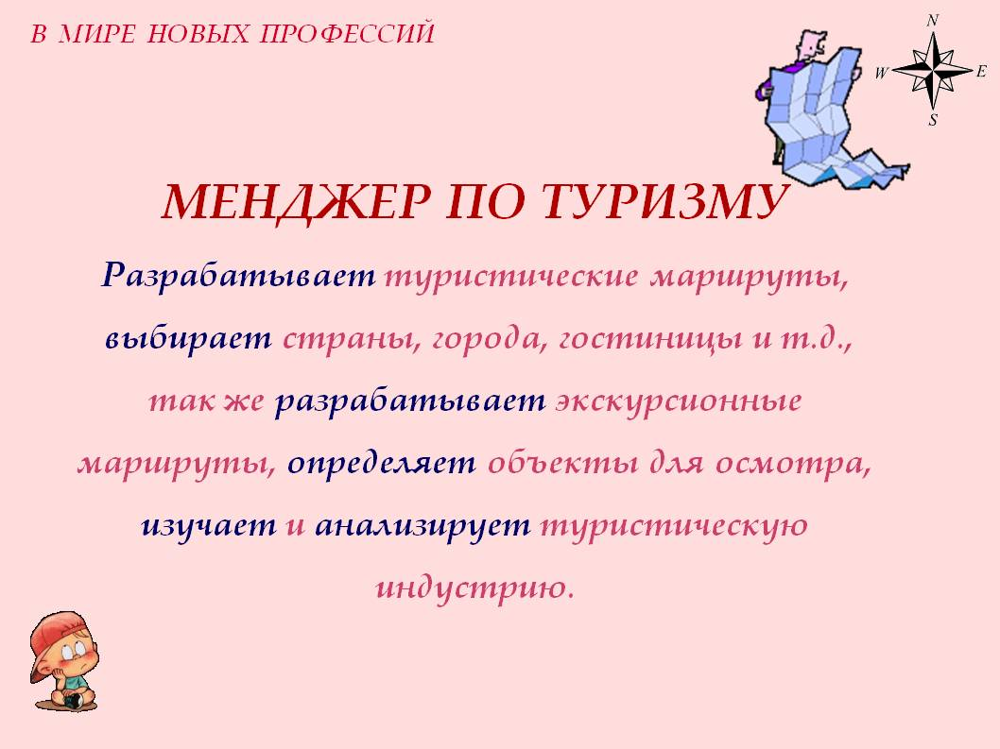 В МИРЕ НОВЫХ ПРОФЕССИЙ
N
W E
S
МЕНДЖЕР ПО ТУРИЗМУ
Разрабатывает туристические маршруты,
выбирает страны, города, гостиницы и т.д.,
так же разрабатывает экскурсионные
маршруты, определяет объекты для осмотра,
изучает и анализирует туристическую
индустрию.